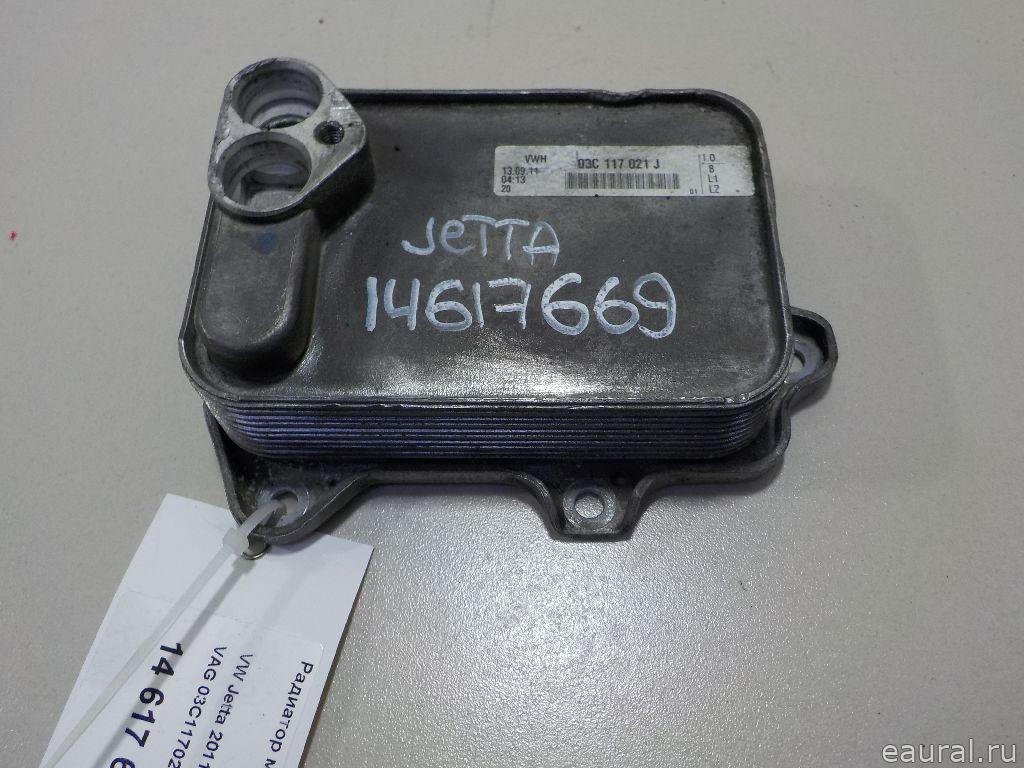 VWH
13.09.11
04:13
20
03C 117 021 J
01
I.O
B
L1
L2
JeTTA
14617669
Радиатор
VW Jetta 2011
VAG 03C11702
14 617 6
eaural.ru